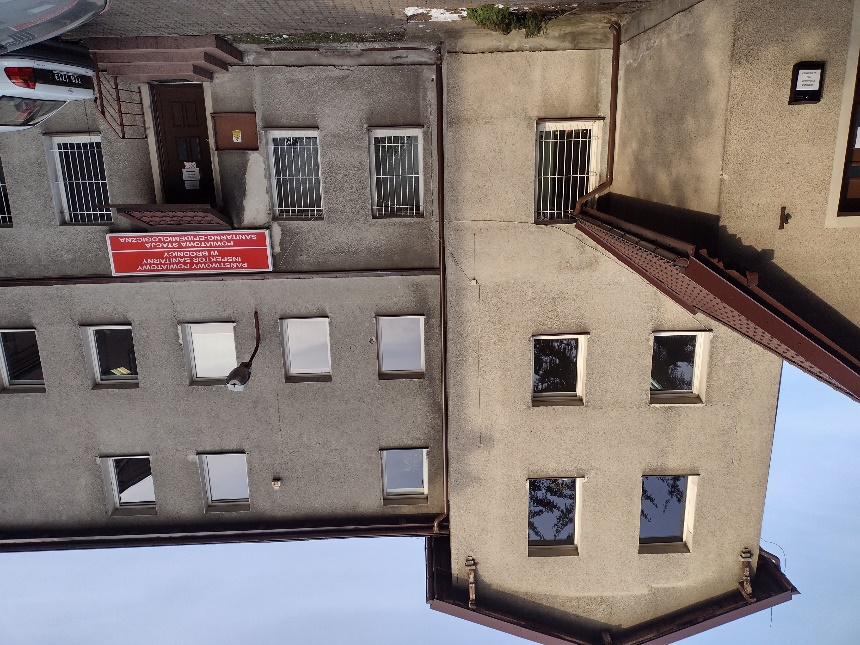 PAŃSTWOWY POWIATOWY
INSPEKTOR SANITARNY
W BRODNICY
POWIATOWA STACJA
SANITARNO-EPIDEMIOLOGICZNA